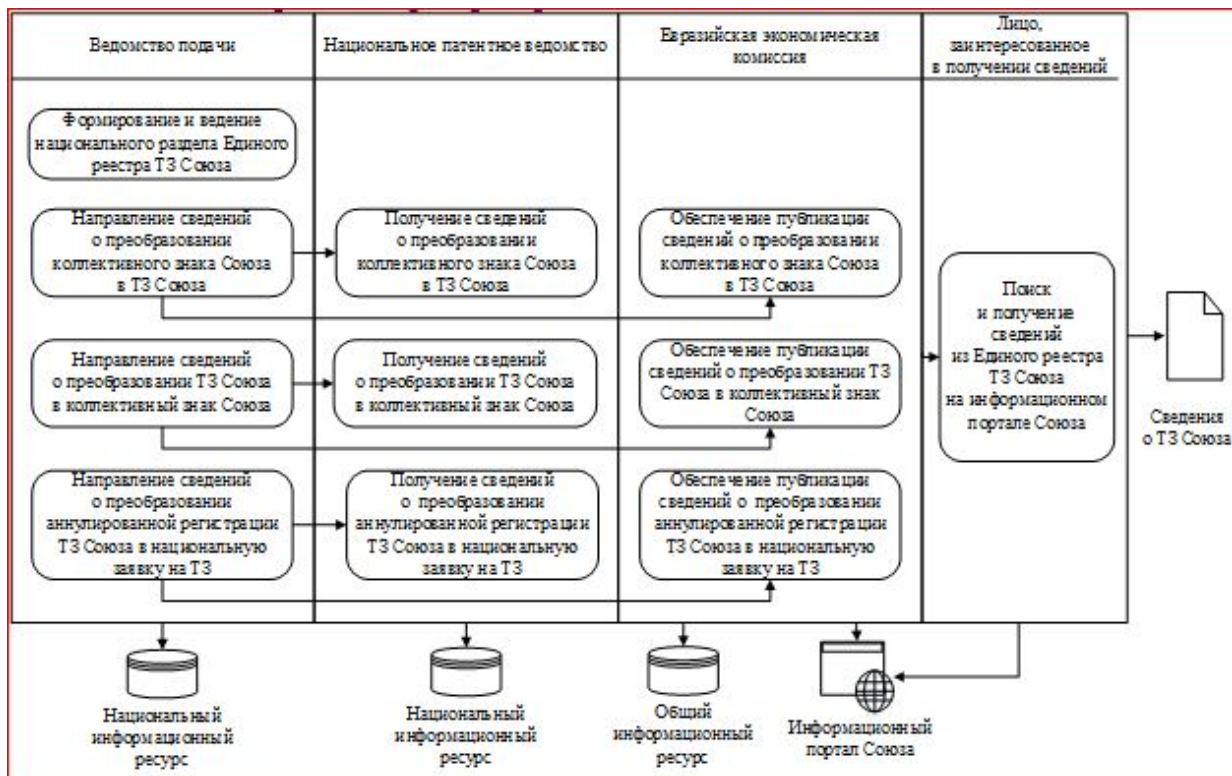 Ведомство подачи
Национальное патентное ведомство
Евразийская экономическая
комиссия
Лицо,
заинтересованное
в получении сведений
Формирование и ведение
национального раздела Единого
реестра ТЗ Союза
Направление сведений
о преобразовании
коллективного знака Союза
в ТЗ Союза
Получение сведений
о преобразовании
коллективного знака Союза
в ТЗ Союза
Обеспечение публикации
сведений о преобразовании
коллективного знака Союза
в ТЗ Союза
Направление сведений
о преобразовании ТЗ Союза
в коллективный знак Союза
Получение сведений
о преобразовании ТЗ Союза
в коллективный знак Союза
Обеспечение публикации
сведений о преобразовании ТЗ
Союза в коллективный знак
Союза
Направление сведений
о преобразовании
аннулированной регистрации
ТЗ Союза в национальную
заявку на ТЗ
Получение сведений
о преобразовании
аннулированной регистрации
ТЗ Союза в национальную
заявку на ТЗ
Обеспечение публикации
сведений о преобразовании
аннулированной регистрации
ТЗ Союза в национальную
заявку на ТЗ
Поиск
и получение
сведений
из Единого реестра
ТЗ Союза
на информационном
портале Союза
Сведения
о ТЗ Союза
Национальный
информационный
ресурс
Национальный
информационный
ресурс
Общий
информационный
ресурс
Информационный
портал Союза